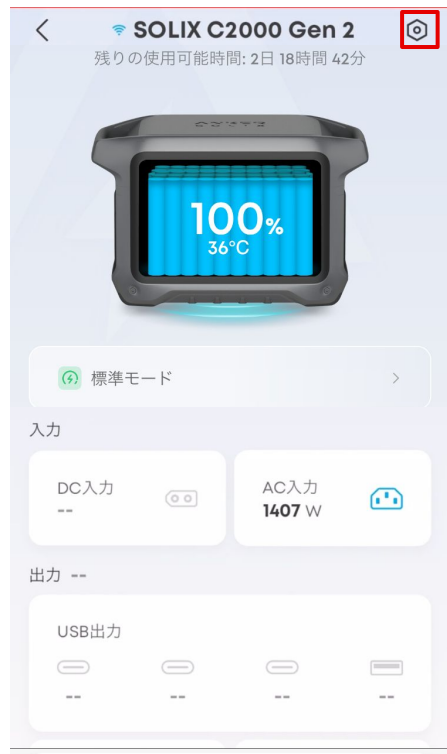 SOLIX C2000 Gen 2
残りの使用可能時間: 2日 18時間 42分
100%
36°C
標準モード
入力
DC入力
--
AC入力
1407 W
出力 --
USB出力
-- -- -- --